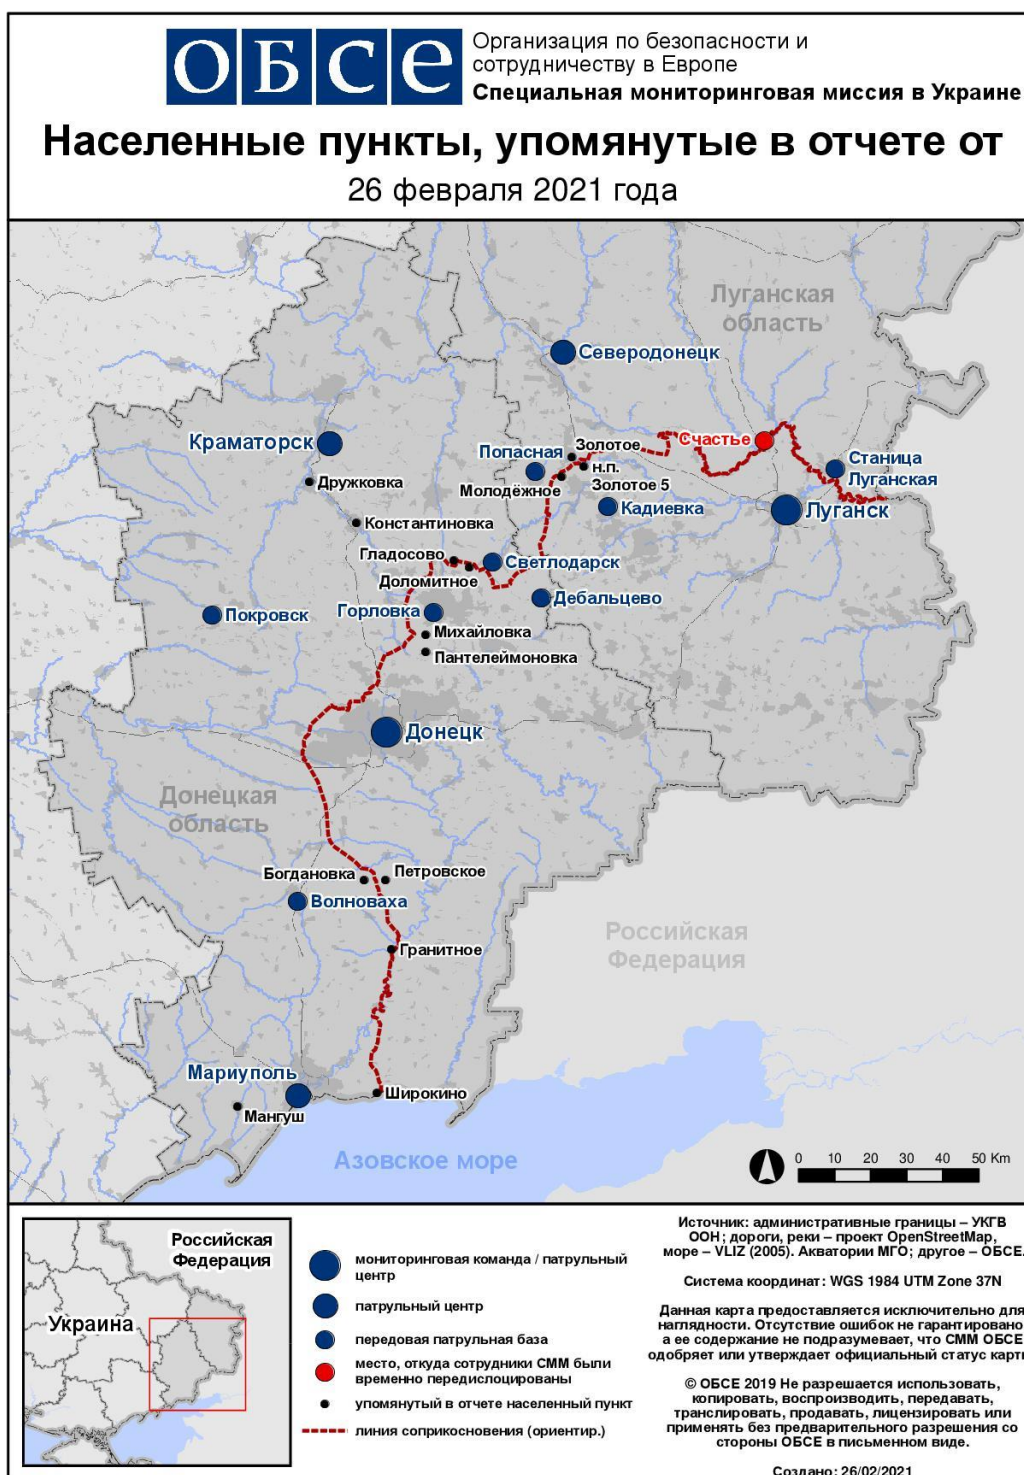 ОБСЕ
Организация по безопасности и
сотрудничеству в Европе
Специальная мониторинговая миссия в Украине
Населенные пункты, упомянутые в отчете от
26 февраля 2021 года
Луганская
область
Северодонецк
Краматорск
Счастье
Золотое
Попасная
Станица
Луганская
н.п.
Золотое 5
Дружковка
Молодёжное
Кадиевка
Луганск
Константиновка
Гладосово
Светлодарск
Доломитное
Дебальцево
Горловка
Покровск
Михайловка
Пантелеймоновка
Донецк
Донецкая
область
Богдановка
Петровское
Волноваха
Российская
Федерация
Гранитное
Мариуполь
Широкино
Мангуш
Азовское море
0 10 20 30 40 50 Km
Российская
Федерация
Украина
мониторинговая команда / патрульный
центр
патрульный центр
передовая патрульная база
место, откуда сотрудники СММ были
временно передислоцированы
упомянутый в отчете населенный пункт
линия соприкосновения (ориентир.)
Источник: административные границы – УКГВ
ООН; дороги, реки – проект OpenStreetMap,
море – VLIZ (2005). Акватории МГО; другое – ОБСЕ.
Система координат: WGS 1984 UTM Zone 37N
Данная карта предоставляется исключительно для
наглядности. Отсутствие ошибок не гарантировано
а ее содержание не подразумевает, что СММ ОБСЕ
одобряет или утверждает официальный статус карт
© ОБСЕ 2019 Не разрешается использовать,
копировать, воспроизводить, передавать,
транслировать, продавать, лицензировать или
применять без предварительного разрешения со
стороны ОБСЕ в письменном виде.
Создано: 26/02/2021